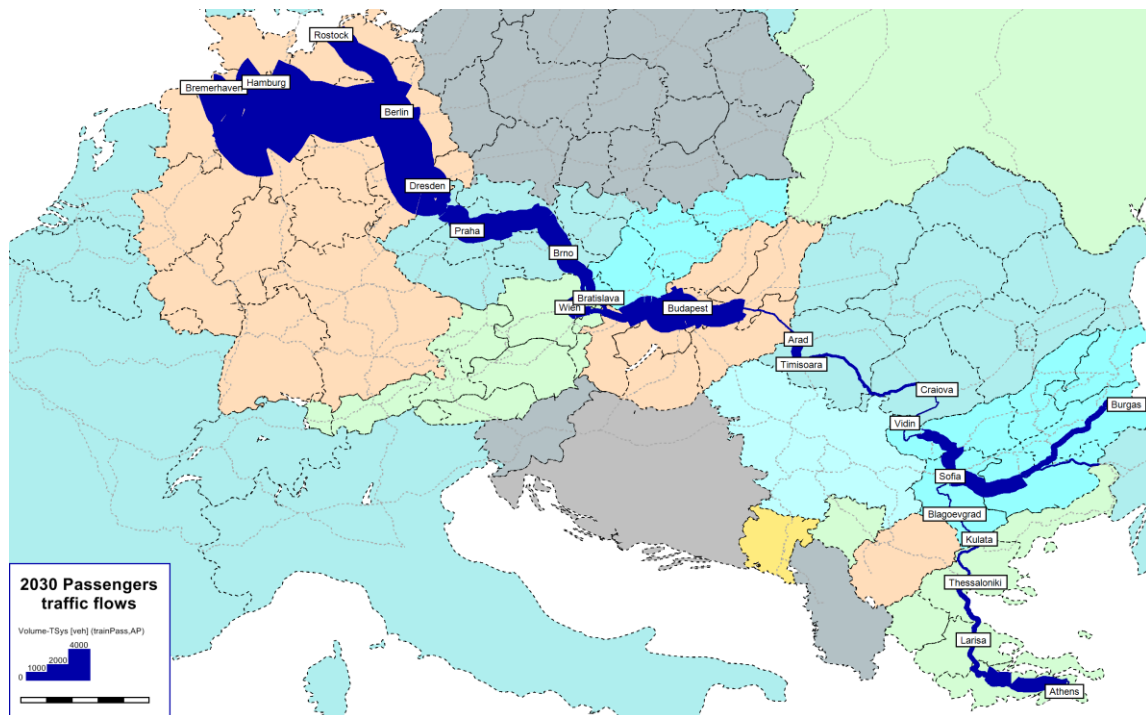 Rostock
Hamburg
Bremerhaven
Berlin
Dresden
Praha
Brno
Bratislava
Wien
Budapest
Arad
Timisoara
Craiova
Burgas
Vidin
Sofia
Blagoevgrad
Kulata
Thessaloniki
Larisa
Athens
2030 Passengers
traffic flows
Volume-TSys [veh] (trainPass,AP)
4000
2000
1000
0